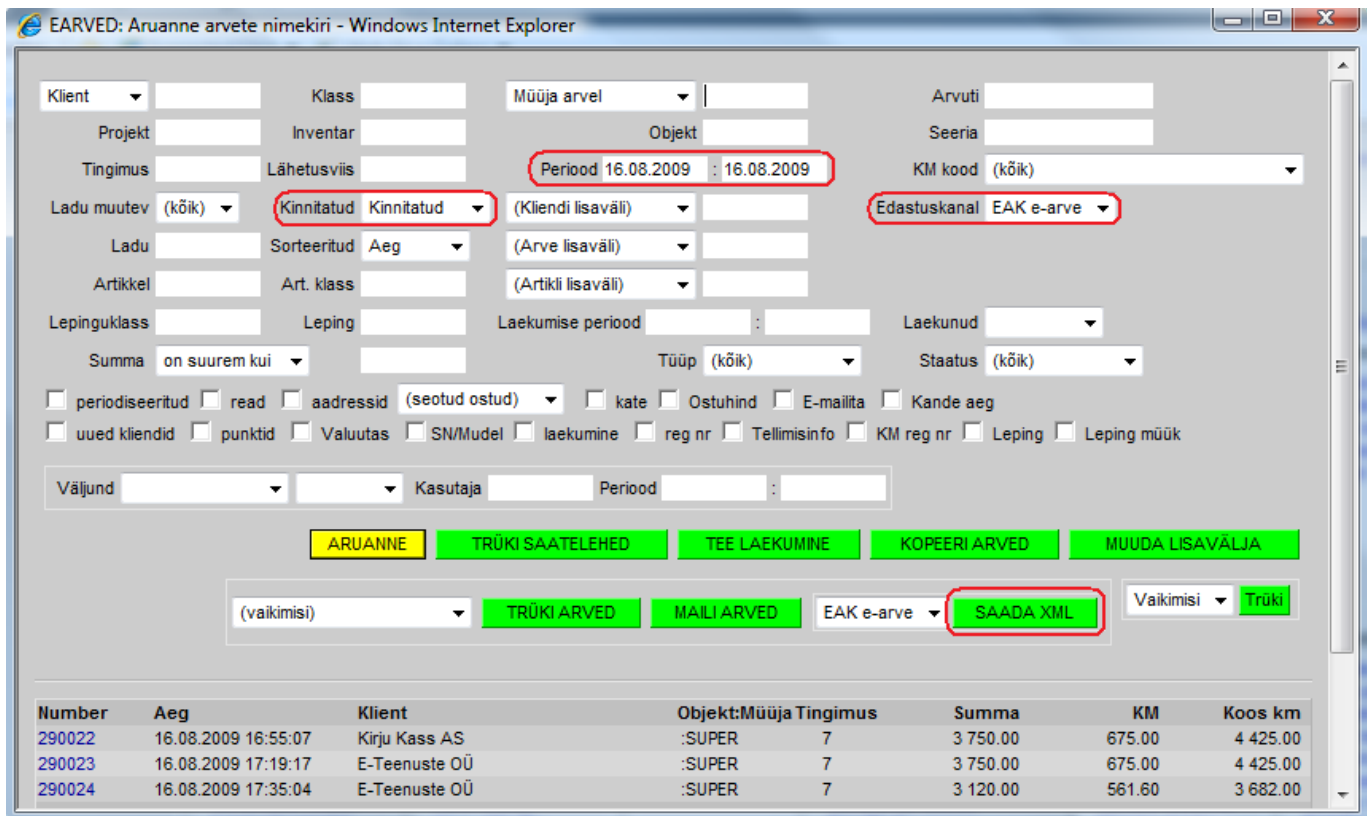 EARVED: Aruanne arvete nimekiri - Windows Internet Explorer
Klient Klass Müüja arvel Arvuti
Projekt Inventar Objekt Seeria
Tingimus Lähetusviis Periood 16.08.2009 : 16.08.2009 KM kood (kõik)
Ladu muutev (kõik) Kinnitatud Kinnitatud (Kliendi lisaväli) Edastuskanal EAK e-arve
Ladu Sorteeritud Aeg (Arve lisaväli)
Artikkel Art. klass (Artikli lisaväli)
Lepinguklass Leping Laekumise periood : Laekunud
Summa on suurem kui Tüüp (kõik) Staatus (kõik)
periodiseeritud read aadressid (seotud ostud) kate Ostuhind E-mailita Kande aeg
uued kliendid punktid Valuutas SN/Mudel laekumine reg nr Tellimisinfo KM reg nr Leping Leping müük
Väljund Kasutaja Periood :
ARUANNE TRÜKI SAATELEHED TEE LAEKUMINE KOPEERI ARVED MUUDA LISAVÄLJA
(vaikimisi) TRÜKI ARVED MAILI ARVED EAK e-arve SAADA XML Vaikimisi Trüki
Number Aeg Klient Objekt:Müüja Tingimus Summa KM Koos km
290022 16.08.2009 16:55:07 Kirju Kass AS :SUPER 7 3 750.00 675.00 4 425.00
290023 16.08.2009 17:19:17 E-Teenuste OÜ :SUPER 7 3 750.00 675.00 4 425.00
290024 16.08.2009 17:35:04 E-Teenuste OÜ :SUPER 7 3 120.00 561.60 3 682.00